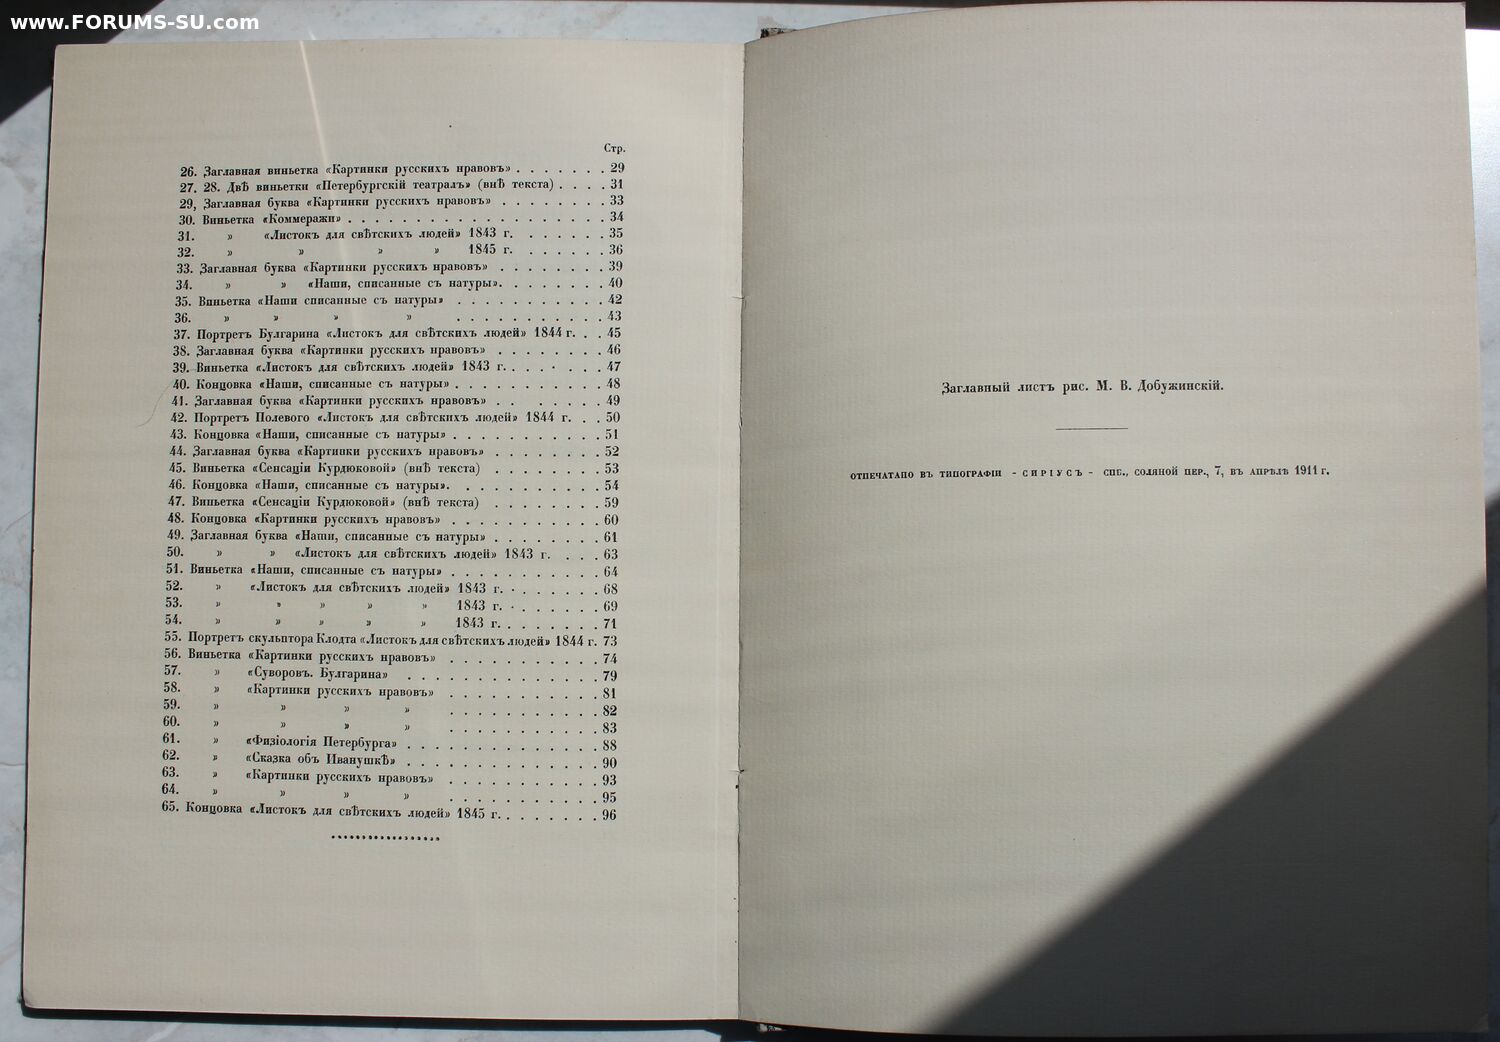 www.FORUMS-SU.com
Стр.
26. Заглавная виньетка «Картинки русскихъ нравовъ» . . . . . . . 29
27. 28. Двѣ виньетки «Петербургскій театралъ» (внѣ текста) . . . . 31
29, Заглавная буква «Картинки русскихъ нравовъ» . . . . . . . . 33
30. Виньетка «Коммеражи» . . . . . . . . . . . . . . . . . . . 34
31. » «Листокъ для свѣтскихъ людей» 1843 г. . . . . . . 35
32. » » » » 1845 г. . . . . . . 36
33. Заглавная буква «Картинки русскихъ нравовъ» . . . . . . . . 39
34. » » «Наши, списанные съ натуры». . . . . . . . 40
35. Виньетка «Наши списанные съ натуры» . . . . . . . . . . . 42
36. » » » » . . . . . . . . . . . 43
37. Портретъ Булгарина «Листокъ для свѣтскихъ людей» 1844 г. . . 45
38. Заглавная буква «Картинки русскихъ нравовъ» . . . . . . . . 46
39. Виньетка «Листокъ для свѣтскихъ людей» 1843 г. . . . . . . . 47
40. Концовка «Наши, списанные съ натуры» . . . . . . . . . . . 48
41. Заглавная буква «Картинки русскихъ нравовъ» . . . . . . . 49
42. Портретъ Полевого «Листокъ для свѣтскихъ людей» 1844 г. . . 50
43. Концовка «Наши, списанные съ натуры» . . . . . . . . . . . 51
44. Заглавная буква «Картинки русскихъ нравовъ» . . . . . . . . 52
45. Виньетка «Сенсаціи Курдюковой» (внѣ текста) . . . . . . . . 53
46. Концовка «Наши, списанные съ натуры». . . . . . . . . . . 54
47. Виньетка «Сенсаціи Курдюковой» (внѣ текста) . . . . . . . . 59
48. Концовка «Картинки русскихъ нравовъ» . . . . . . . . . . . 60
49. Заглавная буква «Наши, списанные съ натуры» . . . . . . . . 61
50. » » «Листокъ для свѣтскихъ людей» 1843 г. . . . 63
51. Виньетка «Наши, списанные съ натуры» . . . . . . . . . . . 64
52. » «Листокъ для свѣтскихъ людей» 1843 г. . . . . . . . 68
53. » » » » » 1843 г. . . . . . . . 69
54. » » » » » 1843 г. . . . . . . . 71
55. Портретъ скульптора Клодта «Листокъ для свѣтскихъ людей» 1844 г. 73
56. Виньетка «Картинки русскихъ нравовъ» . . . . . . . . . . . 74
57. » «Суворовъ. Булгарина» . . . . . . . . . . . . . . 79
58. » «Картинки русскихъ нравовъ» . . . . . . . . . . . 81
59. » » » » . . . . . . . . . . . 82
60. » » » » . . . . . . . . . . . 83
61. » «Физіологія Петербурга» . . . . . . . . . . . . . . 88
62. » «Сказка объ Иванушкѣ» . . . . . . . . . . . . . . 90
63. » «Картинки русскихъ нравовъ» . . . . . . . . . . . 93
64. » » » » . . . . . . . . . . . 95
65. Концовка «Листокъ для свѣтскихъ людей» 1845 г. . . . . . . . 96
Заглавный листъ рис. М. В. Добужинскій.
ОТПЕЧАТАНО ВЪ ТИПОГРАФІИ - СИРІУСЪ - СПБ., СОЛЯНОЙ ПЕР., 7, ВЪ АПРѢЛѢ 1911 г.